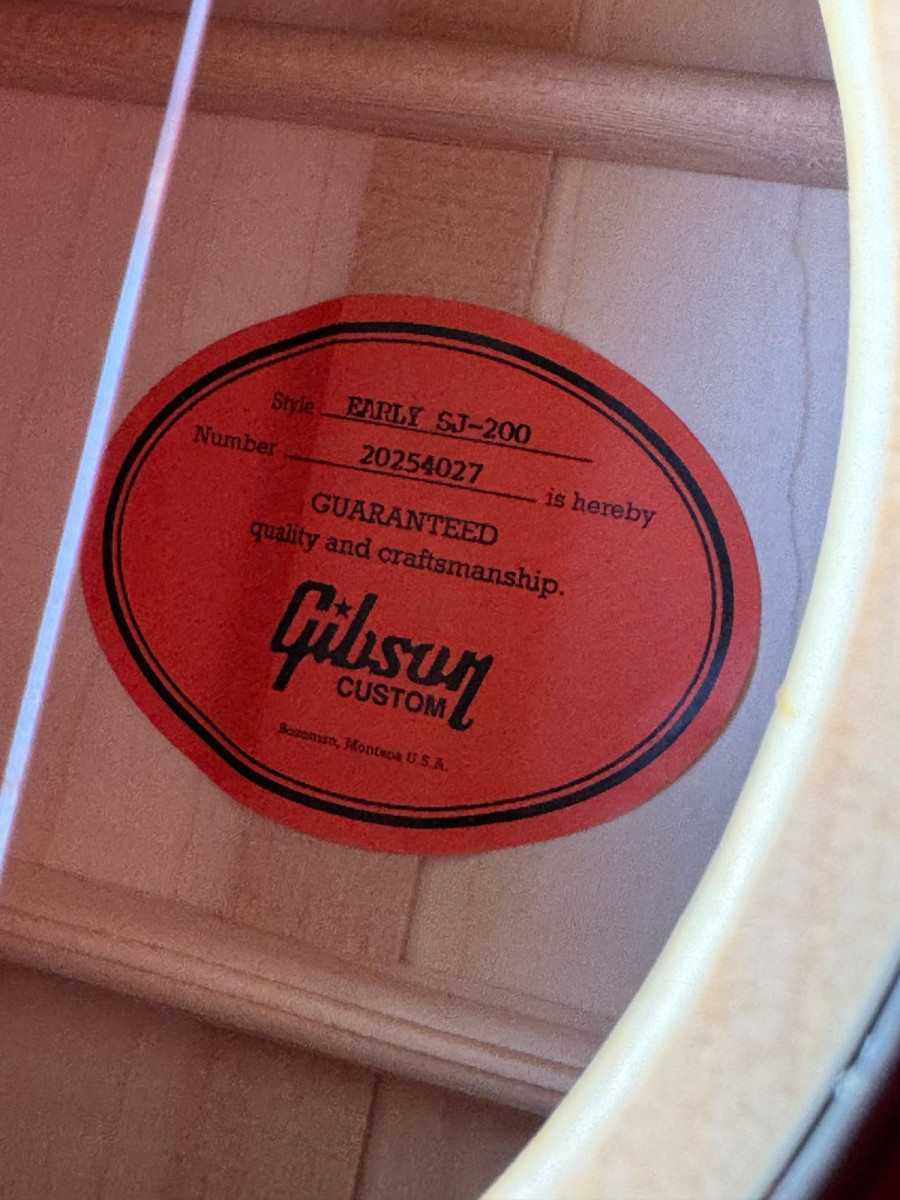 Style EARLY SJ-200
Number 20254027 is hereby
GUARANTEED
quality and craftsmanship.
Gibson
CUSTOM
Bozeman, Montana U.S.A.